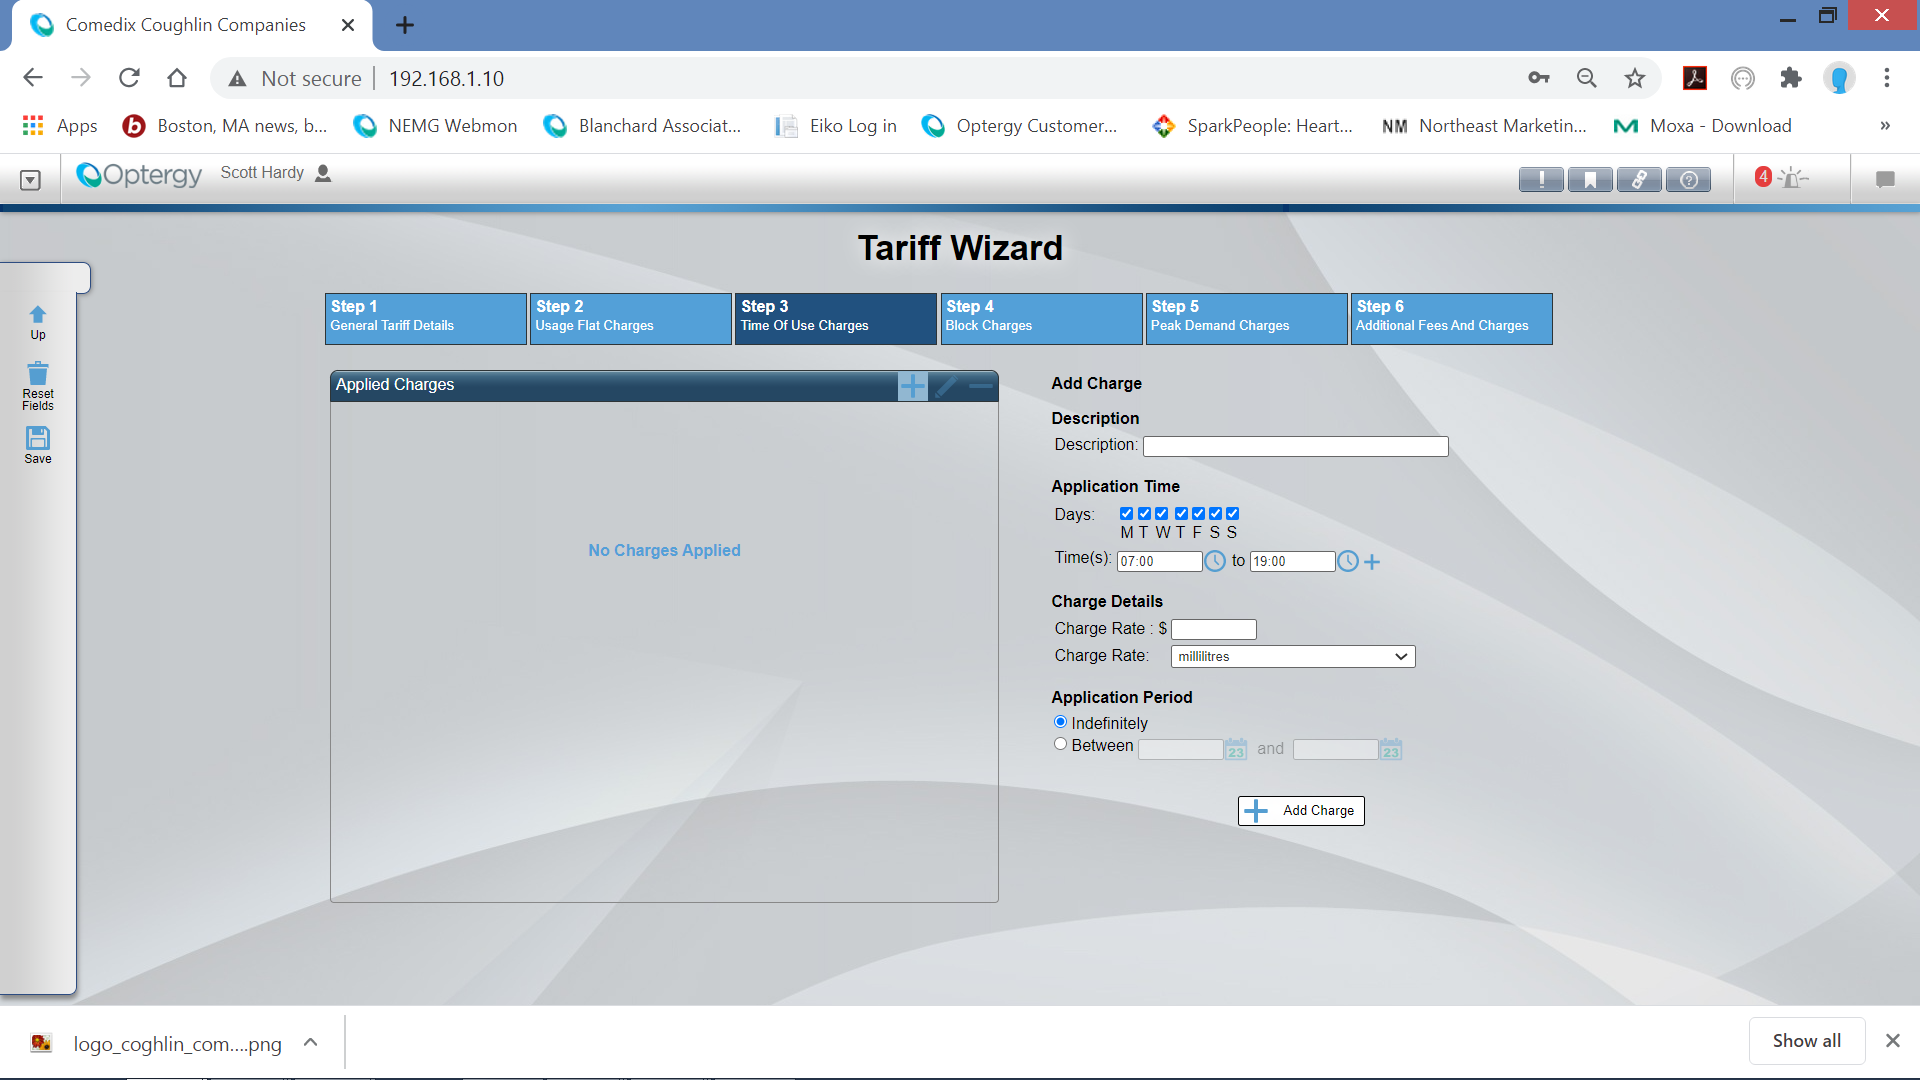 Comedix Coughlin Companies
Not secure 192.168.1.10
Apps Boston, MA news, b... NEMG Webmon Blanchard Associat... Eiko Log in Optergy Customer... SparkPeople: Heart... NM Northeast Marketin... Moxa - Download »
Optergy Scott Hardy ! ? 4
Tariff Wizard
Step 1 Step 2 Step 3 Step 4 Step 5 Step 6
General Tariff Details Usage Flat Charges Time Of Use Charges Block Charges Peak Demand Charges Additional Fees And Charges
Up
Reset
Fields
Save
Applied Charges
No Charges Applied
Add Charge
Description
Description:
Application Time
Days:
M T W T F S S
Time(s): 07:00 to 19:00
Charge Details
Charge Rate : $
Charge Rate: millilitres
Application Period
Indefinitely
Between 23 and 23
Add Charge
logo_coghlin_com....png
Show all